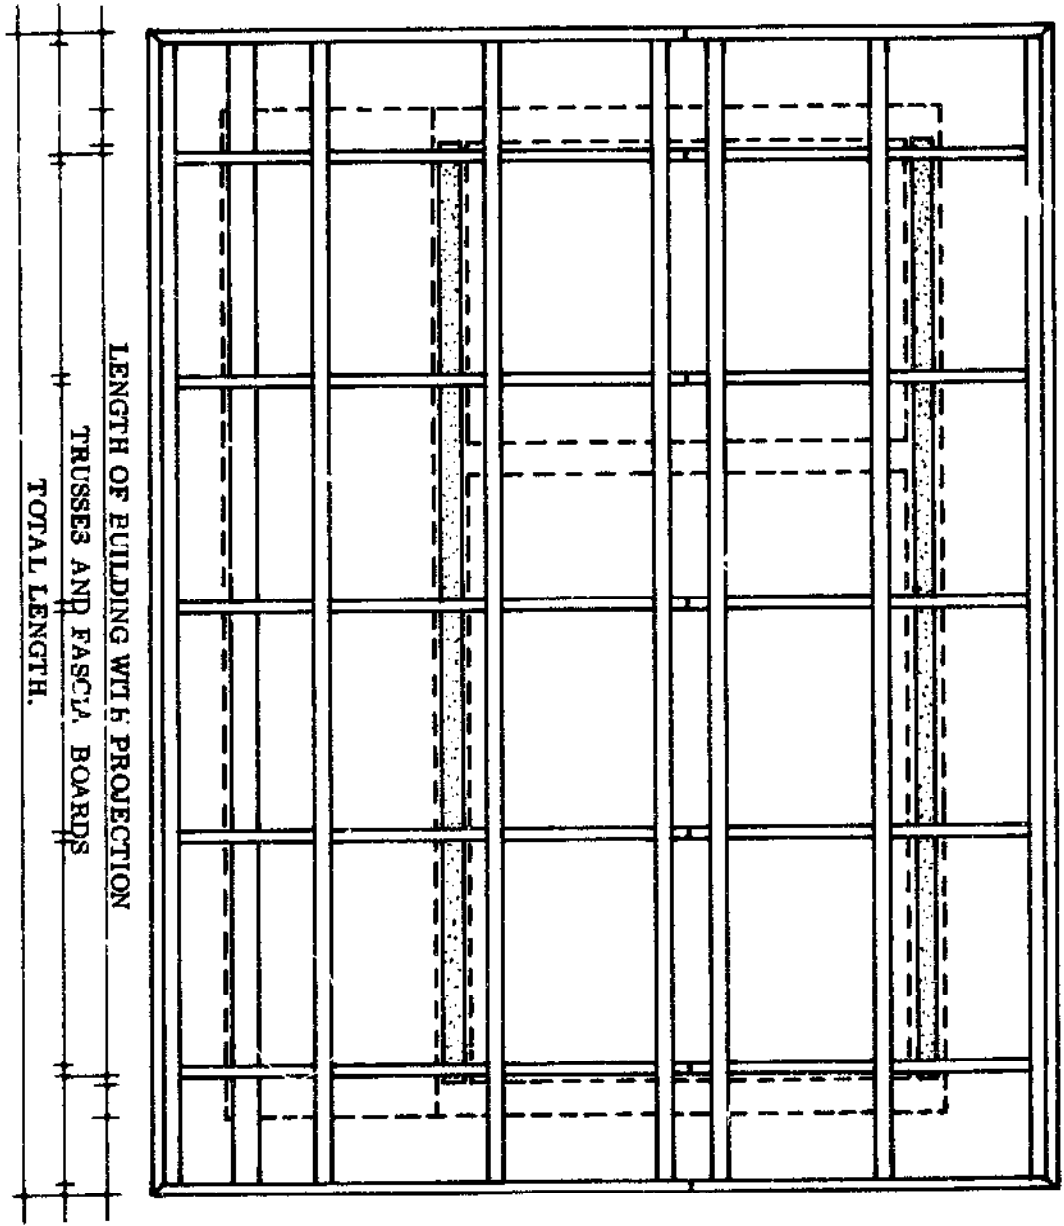 LENGTH OF BUILDING WITH PROJECTION
TRUSSES AND FASCIA BOARDS
TOTAL LENGTH.